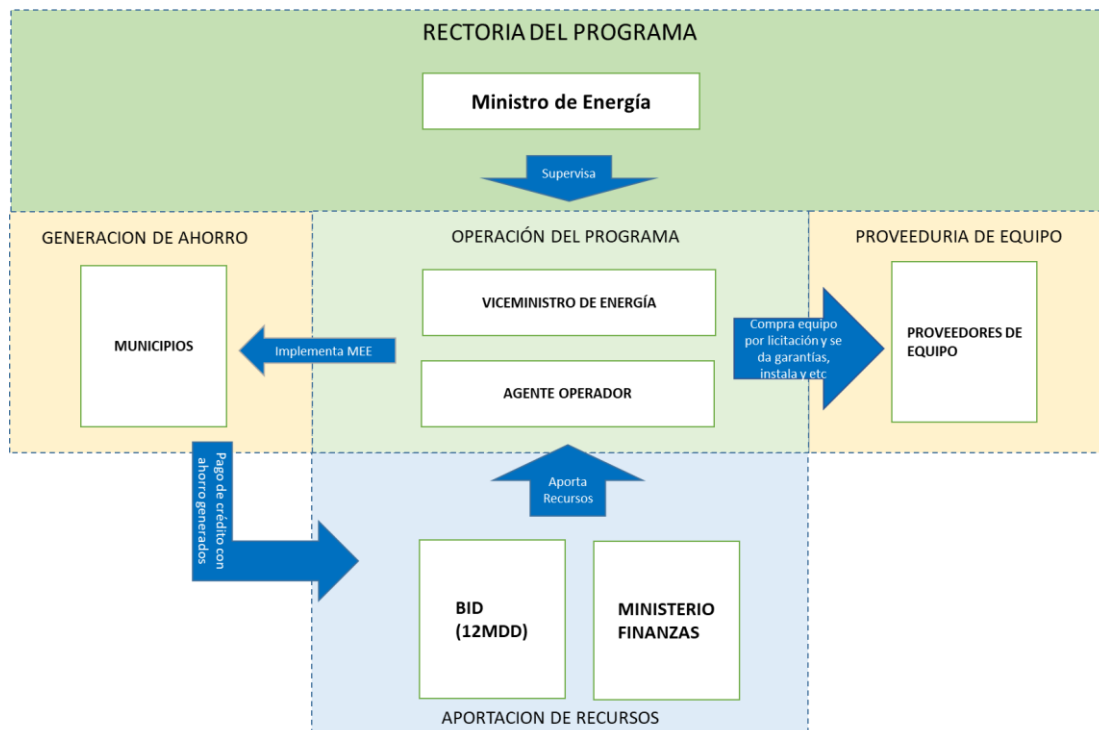 RECTORIA DEL PROGRAMA
Ministro de Energía
Supervisa
GENERACION DE AHORRO
OPERACIÓN DEL PROGRAMA
PROVEEDURIA DE EQUIPO
MUNICIPIOS
Implementa MEE
VICEMINISTRO DE ENERGÍA
AGENTE OPERADOR
Compra equipo
por licitación y se
da garantías,
instala y etc
PROVEEDORES DE
EQUIPO
Pago de crédito con
ahorro generados
Aporta
Recursos
BID
(12MDD)
MINISTERIO
FINANZAS
APORTACION DE RECURSOS